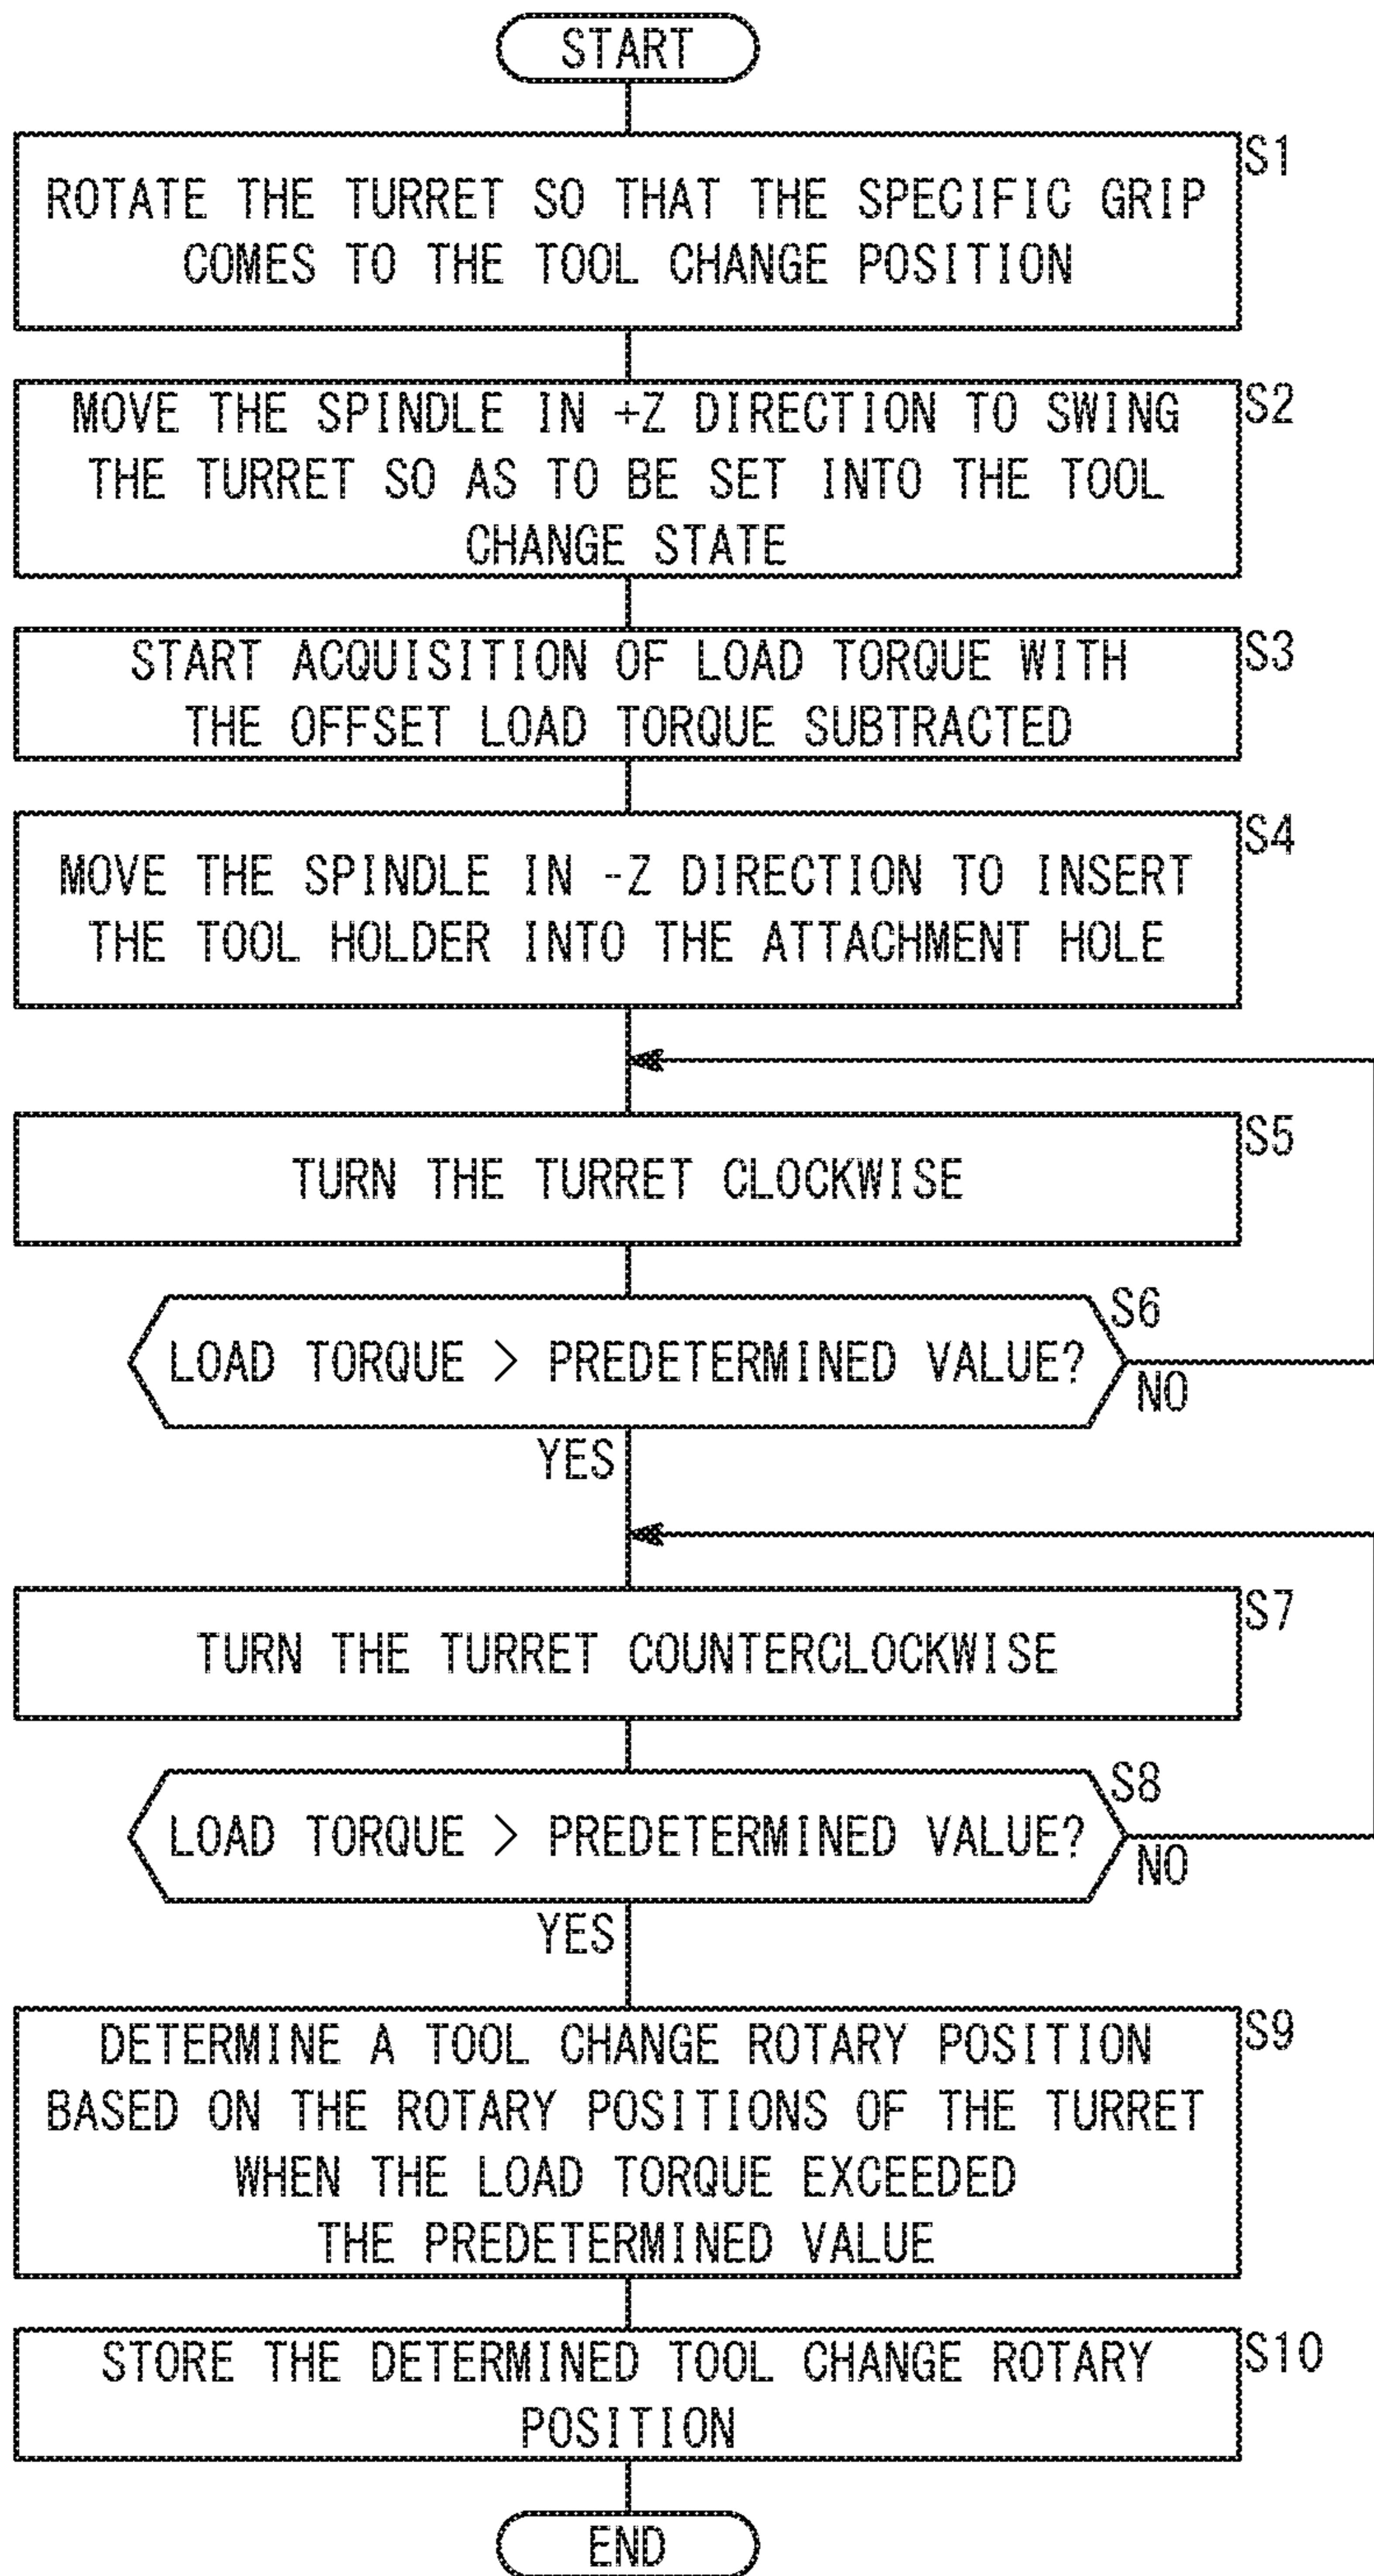 START
S1
ROTATE THE TURRET SO THAT THE SPECIFIC GRIP
COMES TO THE TOOL CHANGE POSITION
S2
MOVE THE SPINDLE IN +Z DIRECTION TO SWING
THE TURRET SO AS TO BE SET INTO THE TOOL
CHANGE STATE
S3
START ACQUISITION OF LOAD TORQUE WITH
THE OFFSET LOAD TORQUE SUBTRACTED
S4
MOVE THE SPINDLE IN -Z DIRECTION TO INSERT
THE TOOL HOLDER INTO THE ATTACHMENT HOLE
S5
TURN THE TURRET CLOCKWISE
S6
LOAD TORQUE > PREDETERMINED VALUE?
NO
YES
S7
TURN THE TURRET COUNTERCLOCKWISE
S8
LOAD TORQUE > PREDETERMINED VALUE?
NO
YES
S9
DETERMINE A TOOL CHANGE ROTARY POSITION
BASED ON THE ROTARY POSITIONS OF THE TURRET
WHEN THE LOAD TORQUE EXCEEDED
THE PREDETERMINED VALUE
S10
STORE THE DETERMINED TOOL CHANGE ROTARY
POSITION
END